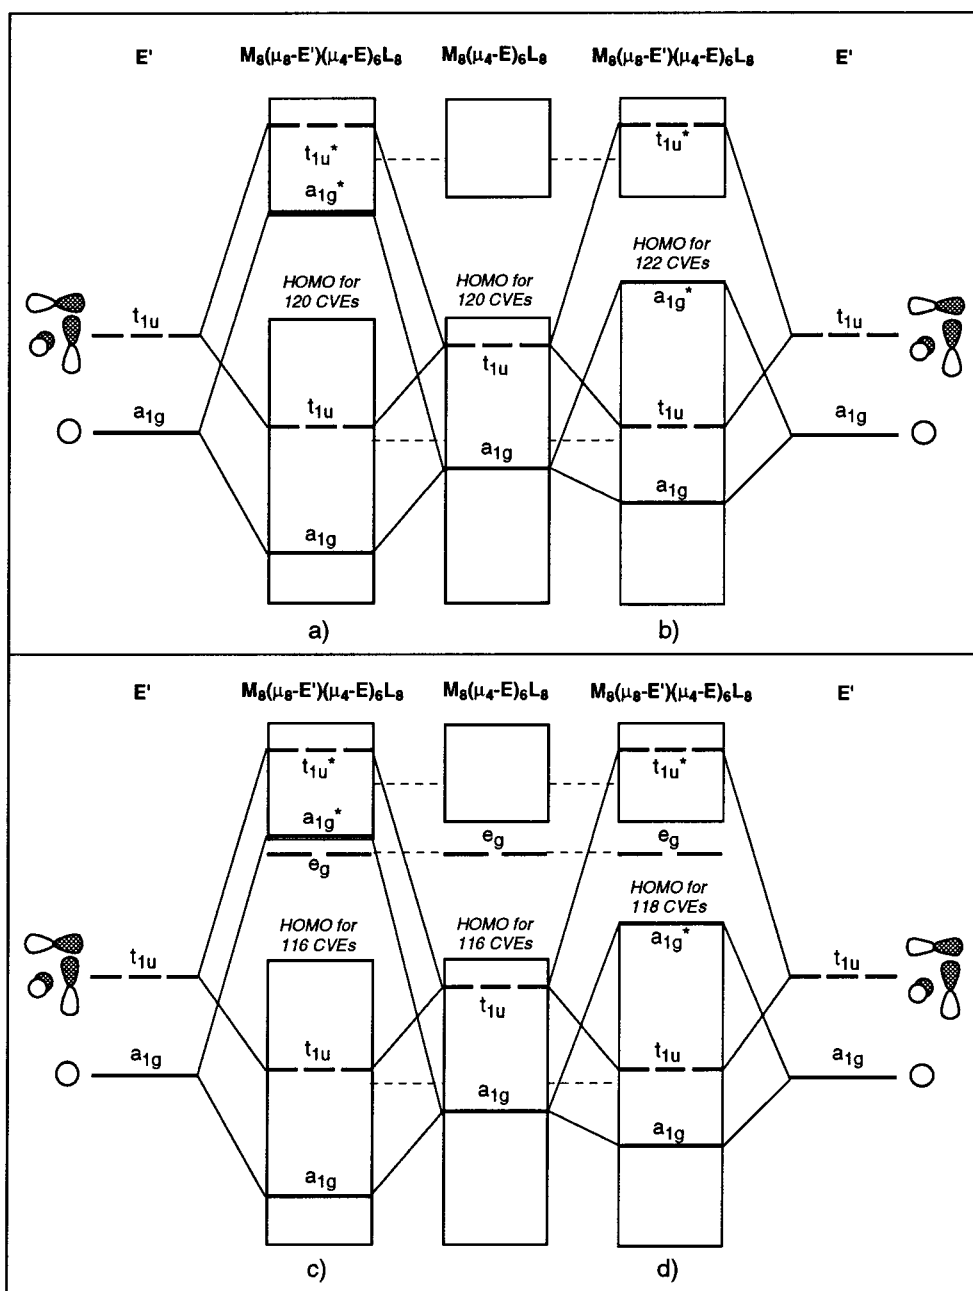 E' M₈(μ₈-E')(μ₄-E)₆L₈ M₈(μ₄-E)₆L₈ M₈(μ₈-E')(μ₄-E)₆L₈ E'
t₁ᵤ* t₁ᵤ*
a₁g*
HOMO for 120 CVEs
HOMO for 120 CVEs
HOMO for 122 CVEs
a₁g*
t₁ᵤ t₁ᵤ t₁ᵤ
a₁g t₁ᵤ a₁g t₁ᵤ a₁g
a₁g a₁g
a) b)
E' M₈(μ₈-E')(μ₄-E)₆L₈ M₈(μ₄-E)₆L₈ M₈(μ₈-E')(μ₄-E)₆L₈ E'
t₁ᵤ* t₁ᵤ*
a₁g*
eg eg eg
HOMO for 116 CVEs
HOMO for 116 CVEs
HOMO for 118 CVEs
a₁g*
t₁ᵤ t₁ᵤ t₁ᵤ
a₁g t₁ᵤ a₁g t₁ᵤ a₁g
a₁g a₁g
c) d)